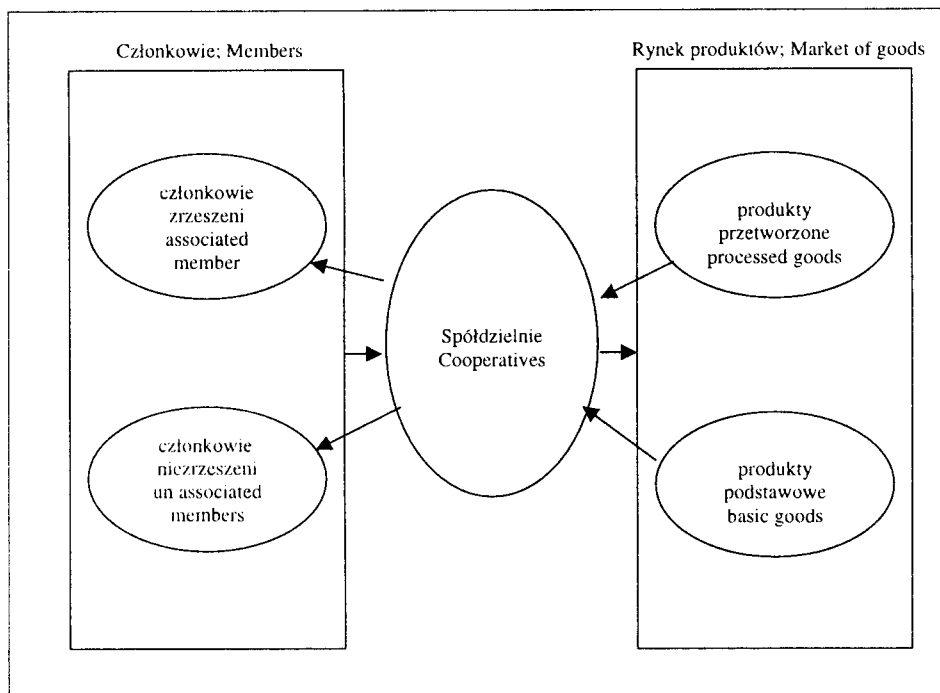 Członkowie; Members
Rynek produktów; Market of goods
członkowie
zrzeszeni
associated
member
produkty
przetworzone
processed goods
Spółdzielnie
Cooperatives
członkowie
niezrzeszeni
un associated
members
produkty
podstawowe
basic goods